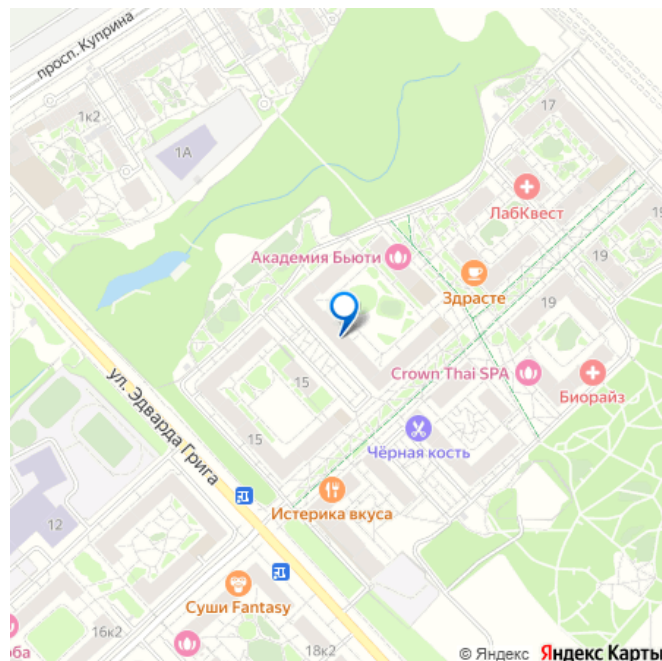 просп. Куприна
1к2
1А
17
ЛабКвест
Академия Бьюти
Здрасте
19
19
15
15
Crown Thai SPA
Биорайз
ул. Эдварда Грига
Чёрная кость
Истерика вкуса
12
Суши Fantasy
16к2
18к2
ба
© Яндекс Яндекс Карты